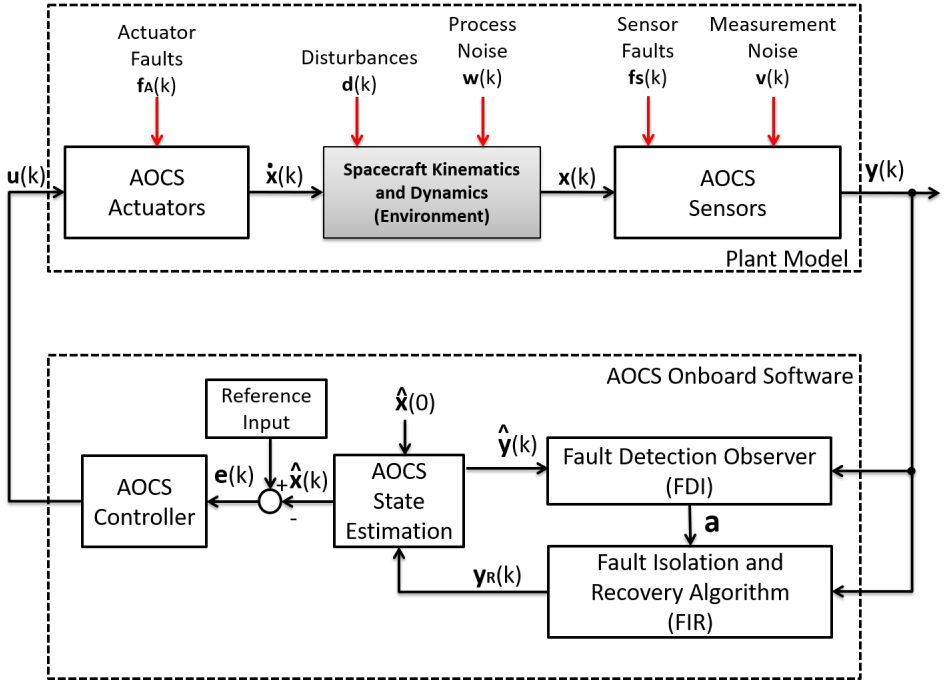 Actuator
Faults
fA(k)
Disturbances
d(k)
Process
Noise
w(k)
Sensor
Faults
fs(k)
Measurement
Noise
v(k)
u(k)
AOCS
Actuators
ẋ(k)
Spacecraft Kinematics
and Dynamics
(Environment)
x(k)
AOCS
Sensors
y(k)
Plant Model
AOCS Onboard Software
Reference
Input
x̂(0)
ŷ(k)
Fault Detection Observer
(FDI)
AOCS
Controller
e(k)
+
-
x̂(k)
AOCS
State
Estimation
a
yR(k)
Fault Isolation and
Recovery Algorithm
(FIR)